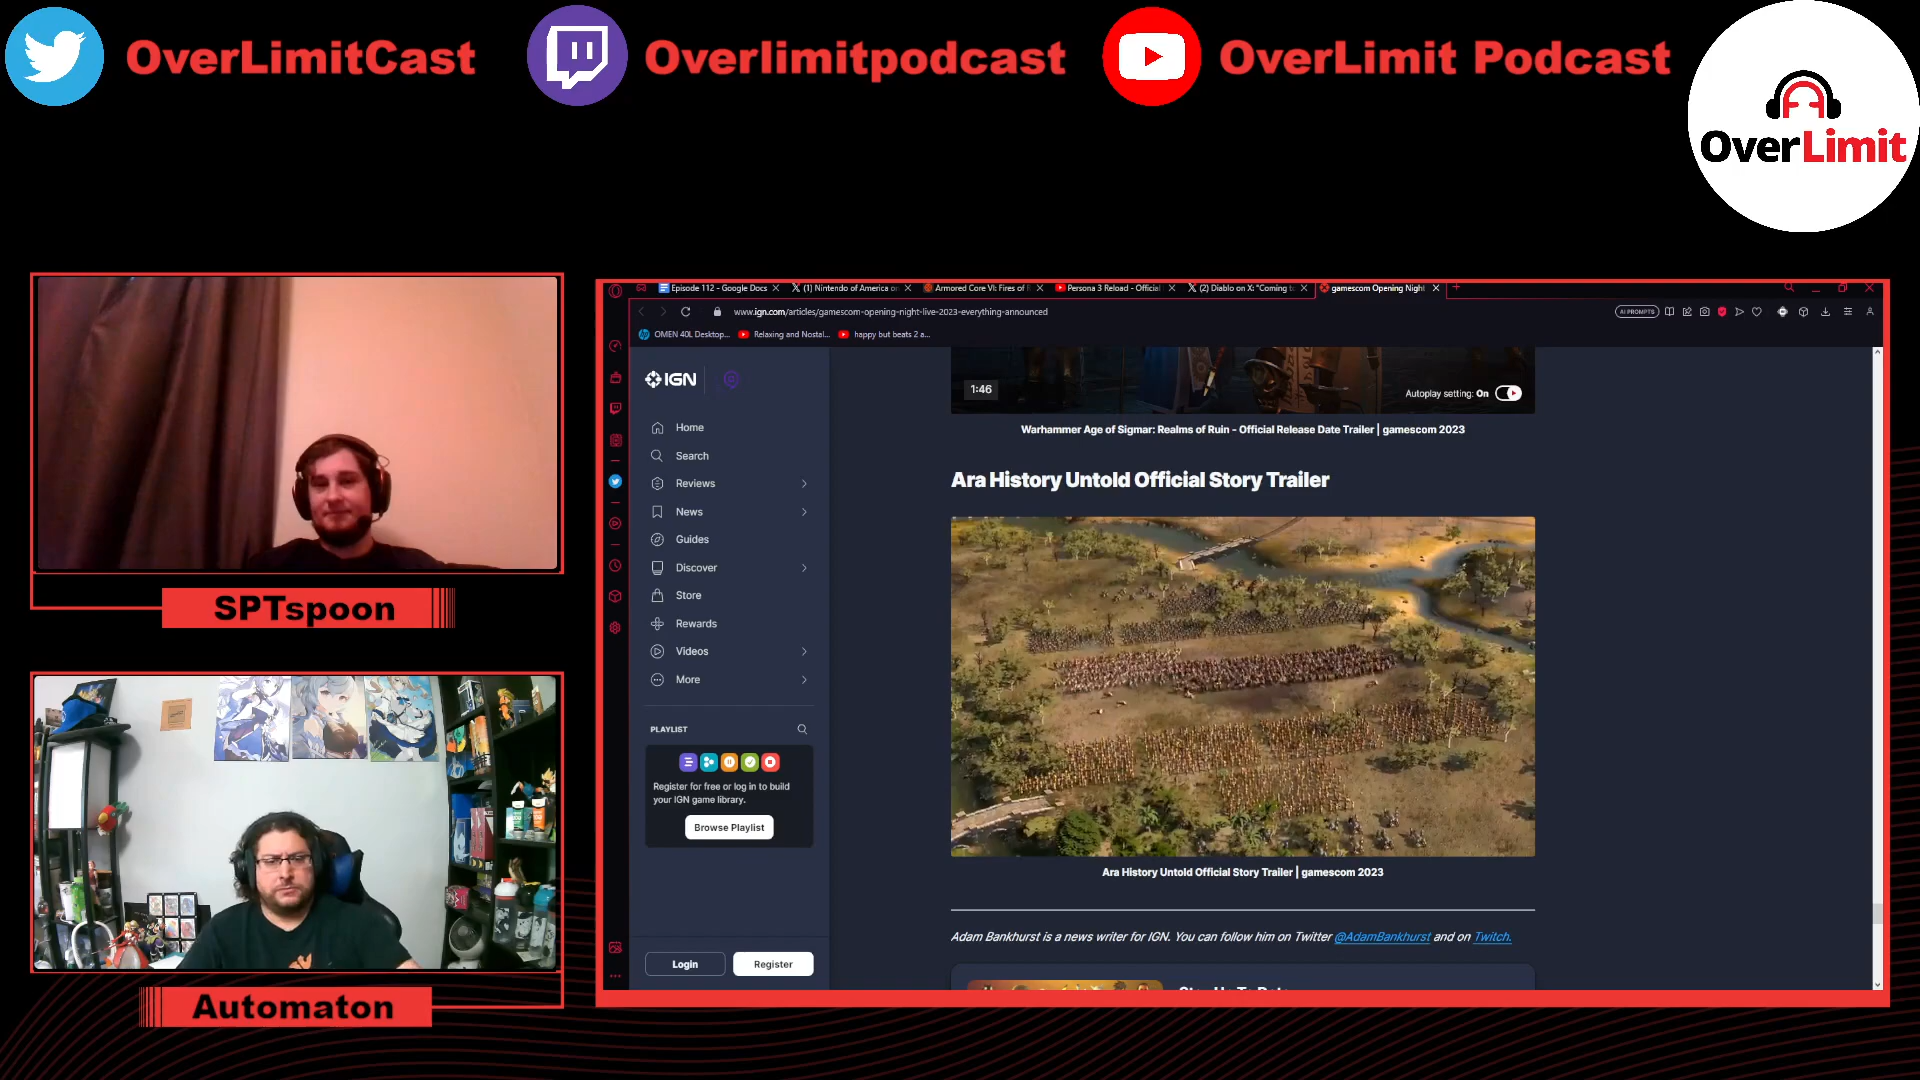 OverLimitCast
Overlimitpodcast
OverLimit Podcast
OverLimit
SPTspoon
Automaton
Episode 112 - Google Docs
(1) Nintendo of America on
Armored Core VI: Fires of
Persona 3 Reload - Official
(2) Diablo on X: "Coming to
gamescom Opening Night
www.ign.com/articles/gamescom-opening-night-live-2023-everything-announced
AI PROMPTS
OMEN 40L Desktop...
Relaxing and Nostal...
happy but beats 2 a...
IGN
Home
Search
Reviews
News
Guides
Discover
Store
Rewards
Videos
More
PLAYLIST
Register for free or log in to build
your IGN game library.
Browse Playlist
Login
Register
1:46
Autoplay setting: On
Warhammer Age of Sigmar: Realms of Ruin - Official Release Date Trailer | gamescom 2023
Ara History Untold Official Story Trailer
Ara History Untold Official Story Trailer | gamescom 2023
Adam Bankhurst is a news writer for IGN. You can follow him on Twitter @AdamBankhurst and on Twitch.